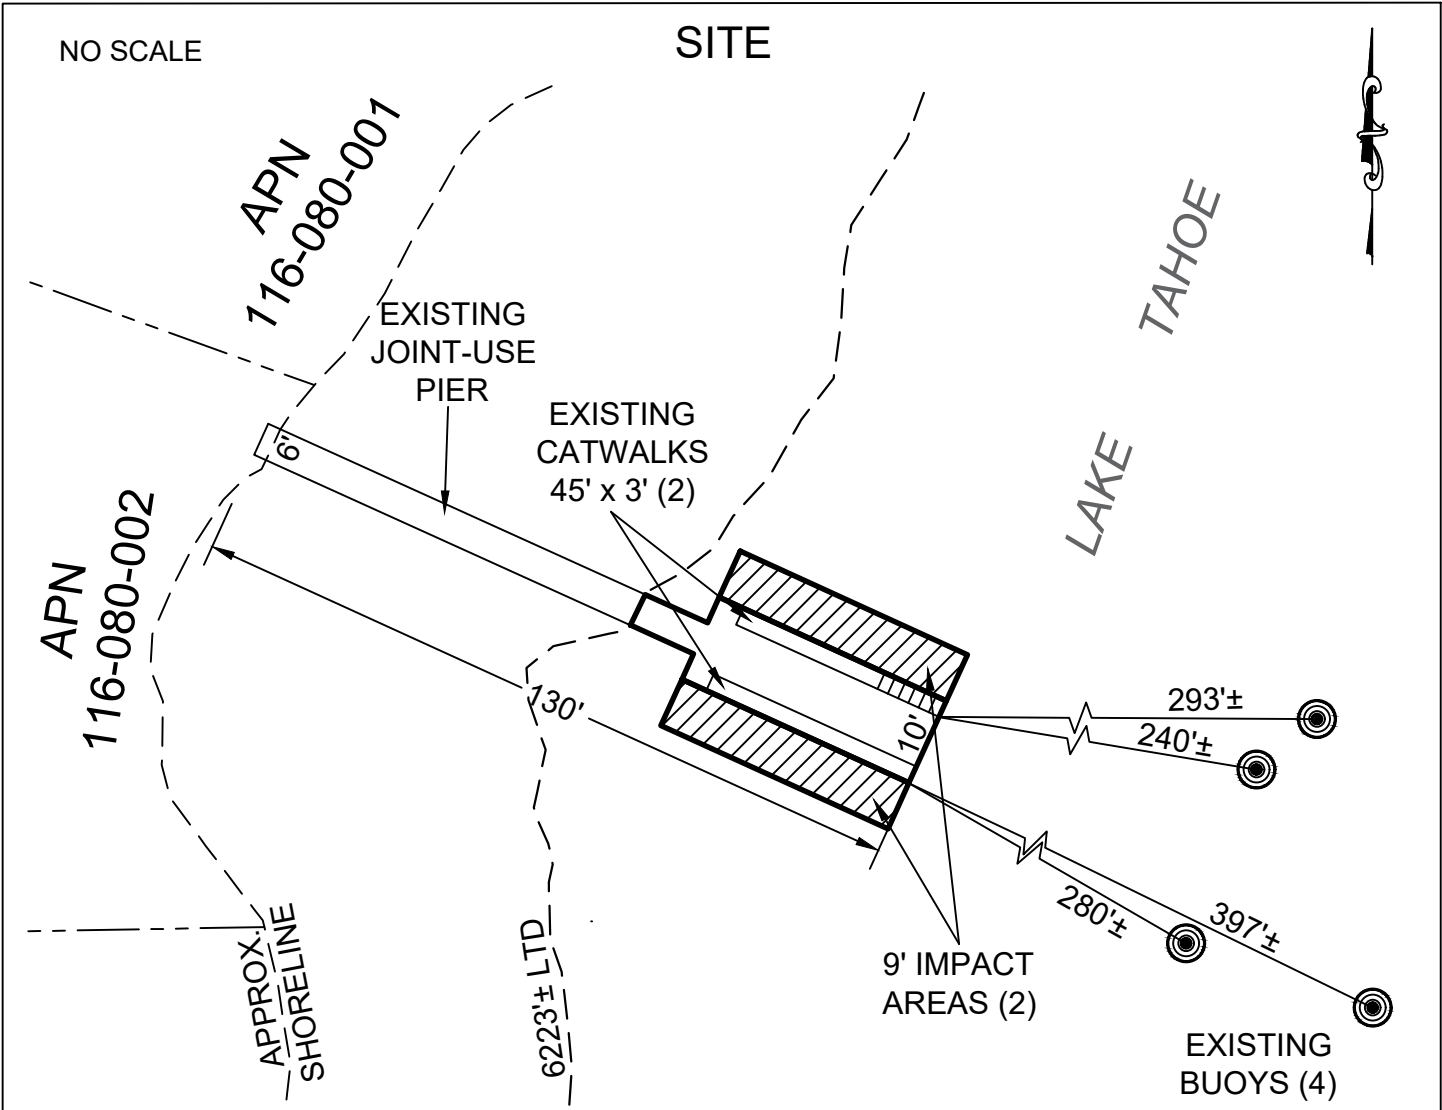 NO SCALE
SITE
APN
116-080-001
EXISTING
JOINT-USE
PIER
EXISTING
CATWALKS
45' x 3' (2)
LAKE TAHOE
6'
APN
116-080-002
130'
10'
293'±
240'±
280'±
397'±
9' IMPACT
AREAS (2)
APPROX.
SHORELINE
6223'± LTD
EXISTING
BUOYS (4)